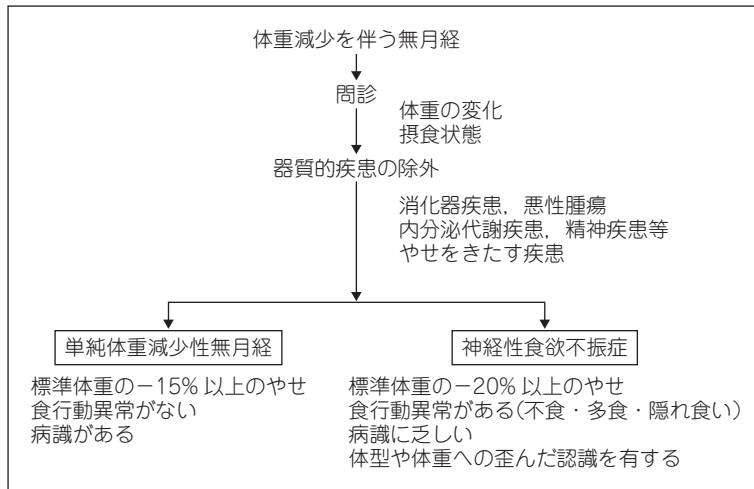 体重減少を伴う無月経
問診
体重の変化
摂食状態
器質的疾患の除外
消化器疾患，悪性腫瘍
内分泌代謝疾患，精神疾患等
やせをきたす疾患
単純体重減少性無月経
標準体重の−15% 以上のやせ
食行動異常がない
病識がある
神経性食欲不振症
標準体重の−20% 以上のやせ
食行動異常がある(不食・多食・隠れ食い)
病識に乏しい
体型や体重への歪んだ認識を有する